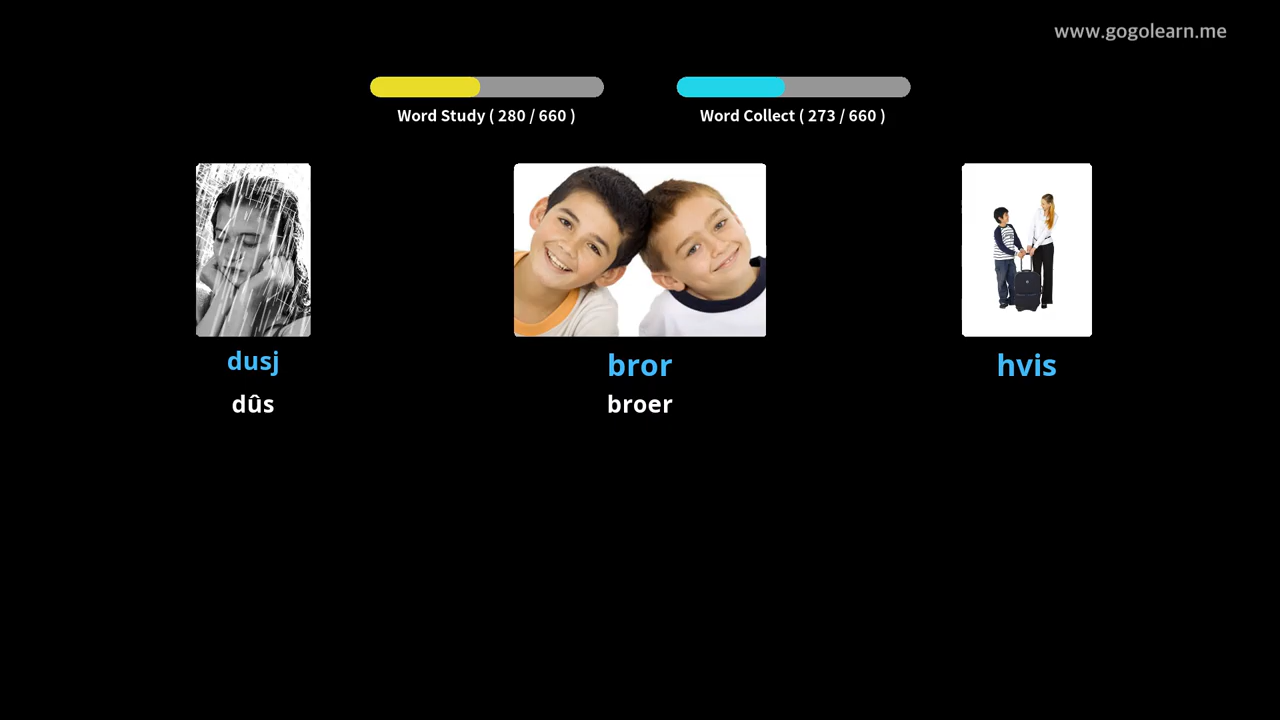 www.gogolearn.me
Word Study ( 280 / 660 )
Word Collect ( 273 / 660 )
dusj
bror
hvis
dûs
broer